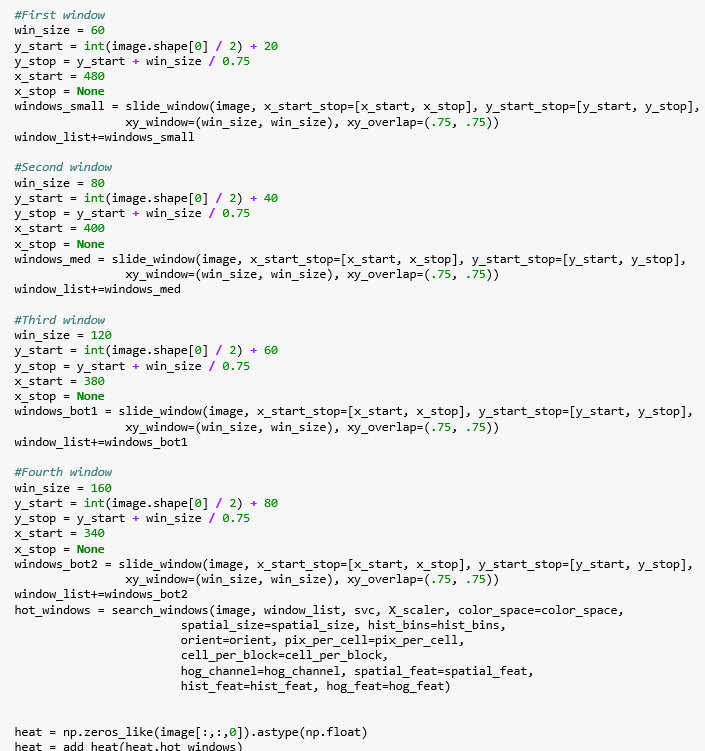 #First window
win_size = 60
y_start = int(image.shape[0] / 2) + 20
y_stop = y_start + win_size / 0.75
x_start = 480
x_stop = None
windows_small = slide_window(image, x_start_stop=[x_start, x_stop], y_start_stop=[y_start, y_stop],
xy_window=(win_size, win_size), xy_overlap=(.75, .75))
window_list+=windows_small
#Second window
win_size = 80
y_start = int(image.shape[0] / 2) + 40
y_stop = y_start + win_size / 0.75
x_start = 400
x_stop = None
windows_med = slide_window(image, x_start_stop=[x_start, x_stop], y_start_stop=[y_start, y_stop],
xy_window=(win_size, win_size), xy_overlap=(.75, .75))
window_list+=windows_med
#Third window
win_size = 120
y_start = int(image.shape[0] / 2) + 60
y_stop = y_start + win_size / 0.75
x_start = 380
x_stop = None
windows_bot1 = slide_window(image, x_start_stop=[x_start, x_stop], y_start_stop=[y_start, y_stop],
xy_window=(win_size, win_size), xy_overlap=(.75, .75))
window_list+=windows_bot1
#Fourth window
win_size = 160
y_start = int(image.shape[0] / 2) + 80
y_stop = y_start + win_size / 0.75
x_start = 340
x_stop = None
windows_bot2 = slide_window(image, x_start_stop=[x_start, x_stop], y_start_stop=[y_start, y_stop],
xy_window=(win_size, win_size), xy_overlap=(.75, .75))
window_list+=windows_bot2
hot_windows = search_windows(image, window_list, svc, X_scaler, color_space=color_space,
spatial_size=spatial_size, hist_bins=hist_bins,
orient=orient, pix_per_cell=pix_per_cell,
cell_per_block=cell_per_block,
hog_channel=hog_channel, spatial_feat=spatial_feat,
hist_feat=hist_feat, hog_feat=hog_feat)
heat = np.zeros_like(image[:,:,0]).astype(np.float)
heat = add_heat(heat,hot_windows)